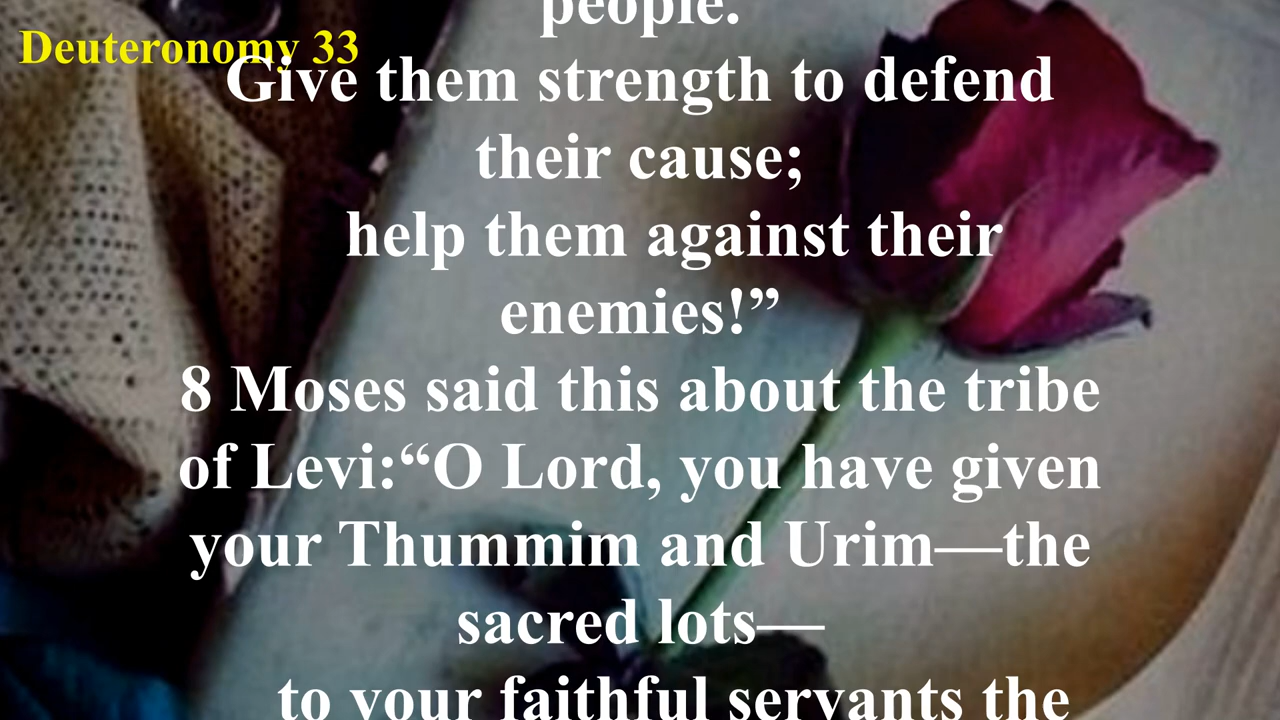 people.
Deuteronomy 33
Give them strength to defend
their cause;
help them against their
enemies!”
8 Moses said this about the tribe
of Levi:“O Lord, you have given
your Thummim and Urim—the
sacred lots—
to your faithful servants the